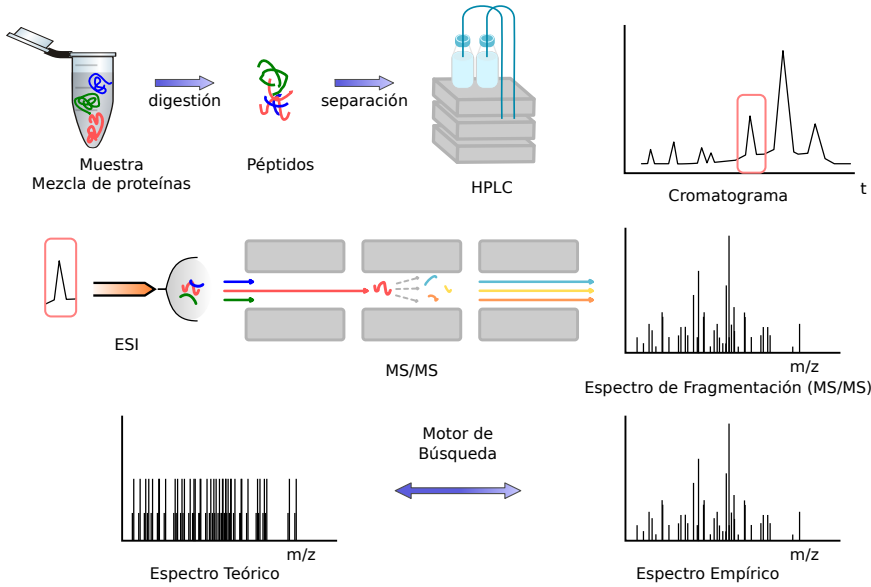 digestión
separación
Muestra
Mezcla de proteínas
Péptidos
HPLC
Cromatograma
t
ESI
MS/MS
m/z
Espectro de Fragmentación (MS/MS)
Motor de
Búsqueda
m/z
Espectro Teórico
m/z
Espectro Empírico